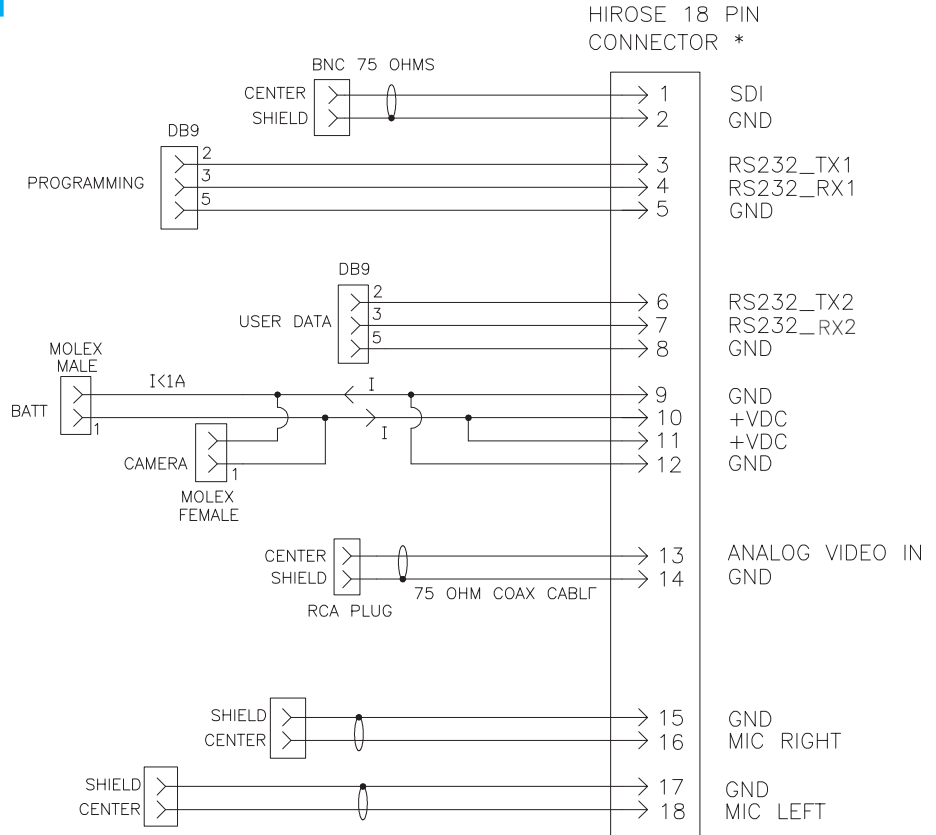 HIROSE 18 PIN
CONNECTOR *
BNC 75 OHMS
CENTER 1 SDI
SHIELD 2 GND
DB9
2 3 RS232_TX1
PROGRAMMING 3 4 RS232_RX1
5 5 GND
DB9
2 6 RS232_TX2
USER DATA 3 7 RS232_RX2
5 8 GND
MOLEX
MALE
I<1A I 9 GND
BATT 1 I 10 +VDC
11 +VDC
CAMERA 1 12 GND
MOLEX
FEMALE
CENTER 13 ANALOG VIDEO IN
SHIELD 14 GND
75 OHM COAX CABLE
RCA PLUG
SHIELD 15 GND
CENTER 16 MIC RIGHT
SHIELD 17 GND
CENTER 18 MIC LEFT